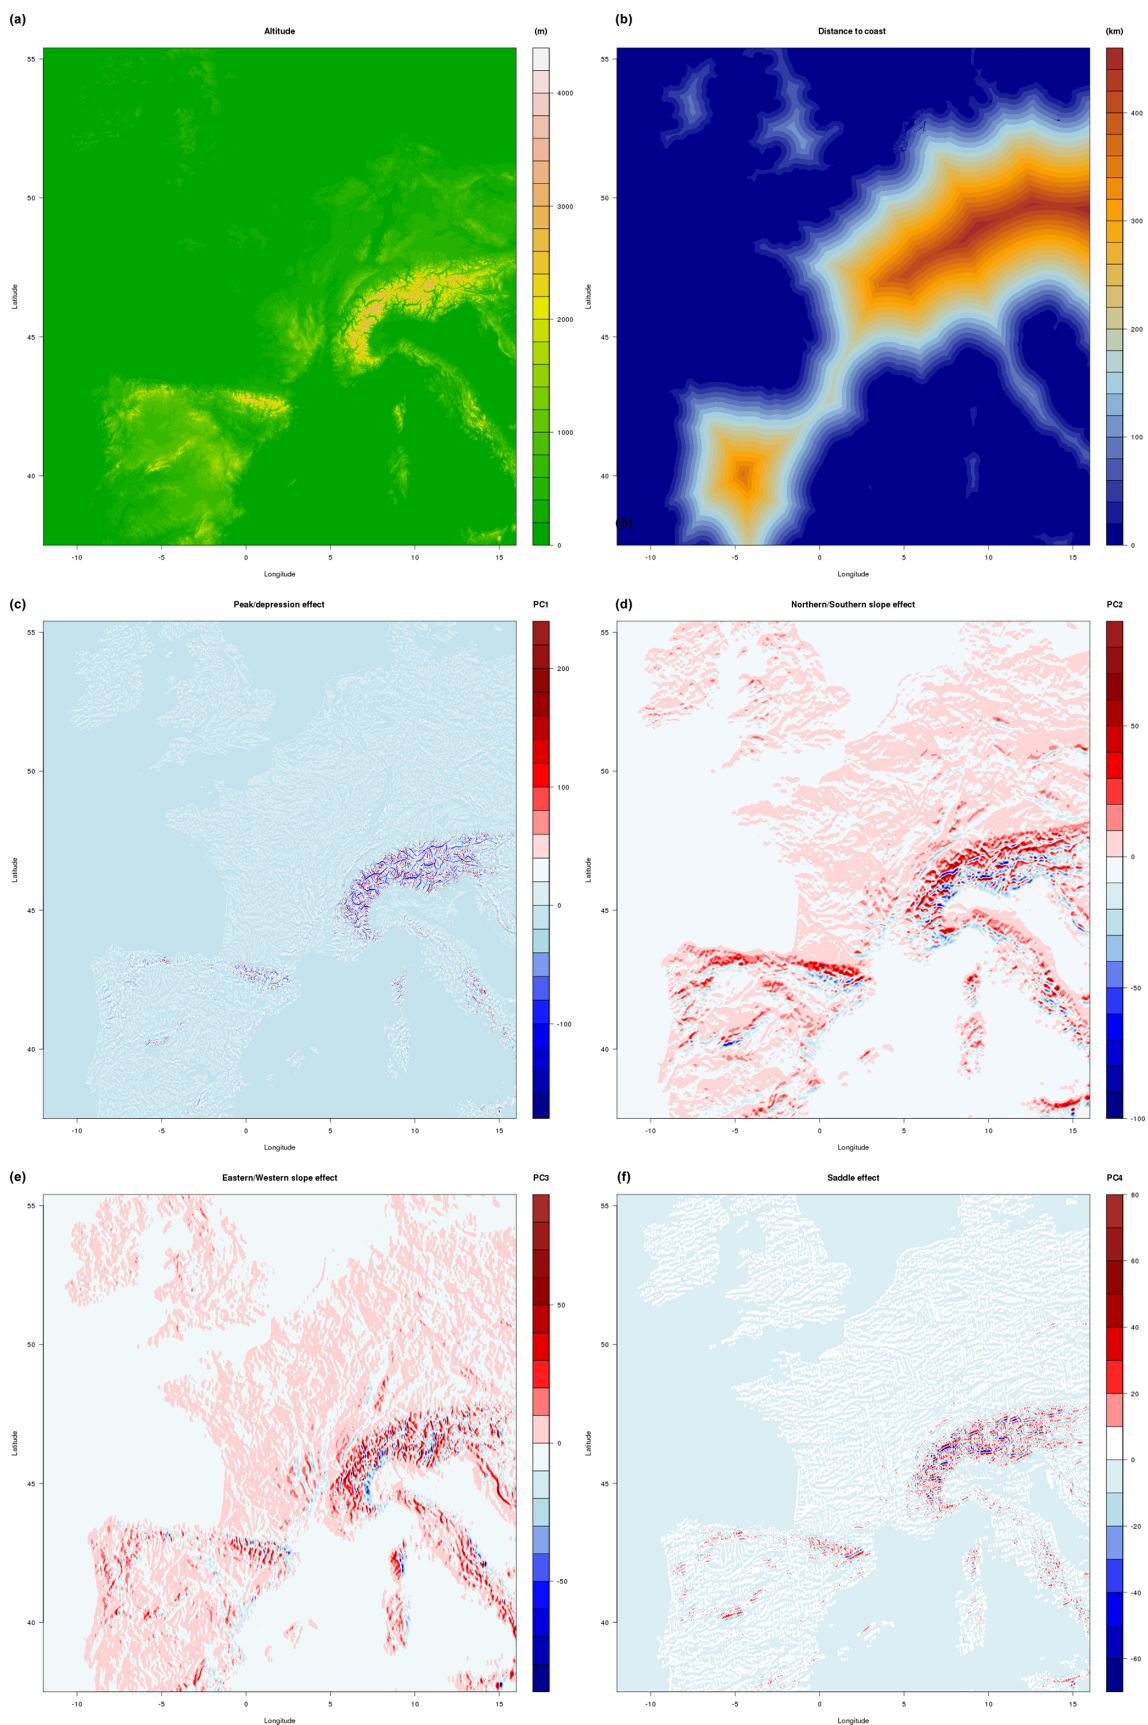 (a)
Altitude
(m)
55
50
45
40
Latitude
-10
-5
0
5
10
15
Longitude
4000
3000
2000
1000
0
(b)
Distance to coast
(km)
55
50
45
40
Latitude
(b)
-10
-5
0
5
10
15
Longitude
400
300
200
100
0
(c)
Peak/depression effect
PC1
55
50
45
40
Latitude
-10
-5
0
5
10
15
Longitude
200
100
0
-100
(d)
Northern/Southern slope effect
PC2
55
50
45
40
Latitude
-10
-5
0
5
10
15
Longitude
50
0
-50
-100
(e)
Eastern/Western slope effect
PC3
55
50
45
40
Latitude
-10
-5
0
5
10
15
Longitude
50
0
-50
(f)
Saddle effect
PC4
55
50
45
40
Latitude
-10
-5
0
5
10
15
Longitude
80
60
40
20
0
-20
-40
-60